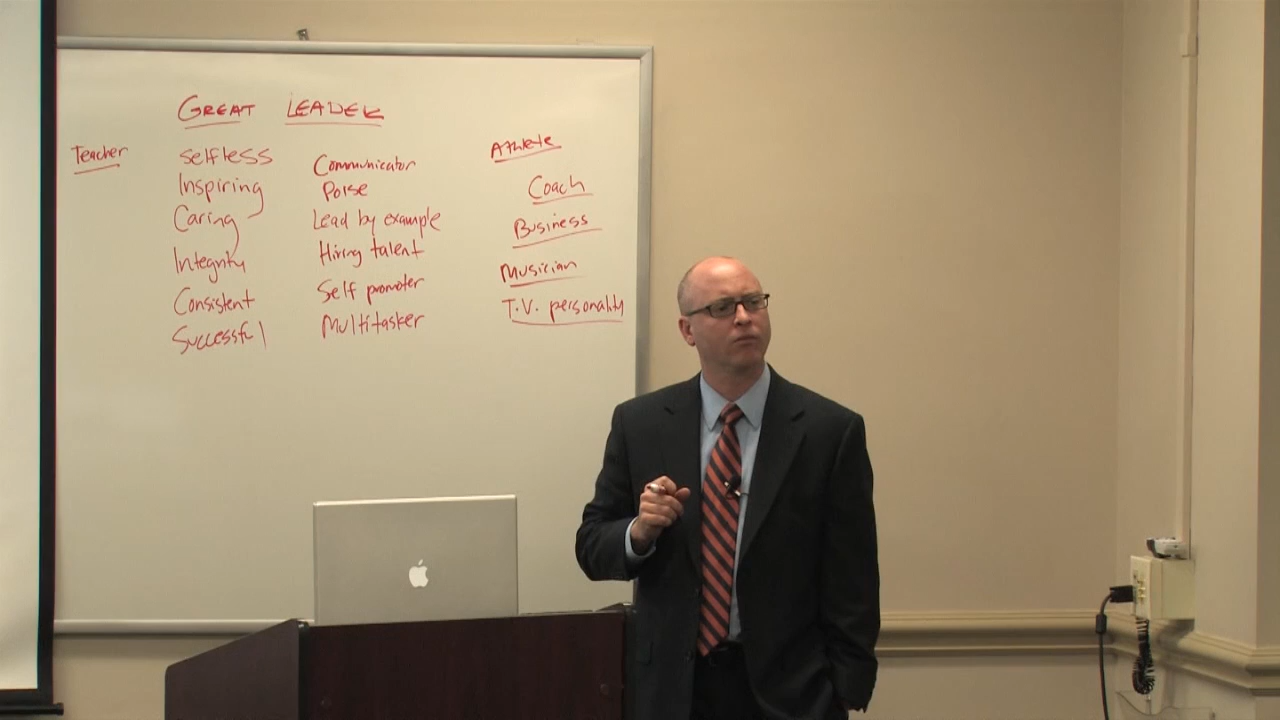 GREAT LEADER
Teacher
Selfless
Inspiring
Caring
Integrity
Consistent
Successful
Communicator
Poise
Lead by example
Hiring talent
Self promoter
Multitasker
Athlete
Coach
Business
Musician
T.V. personality